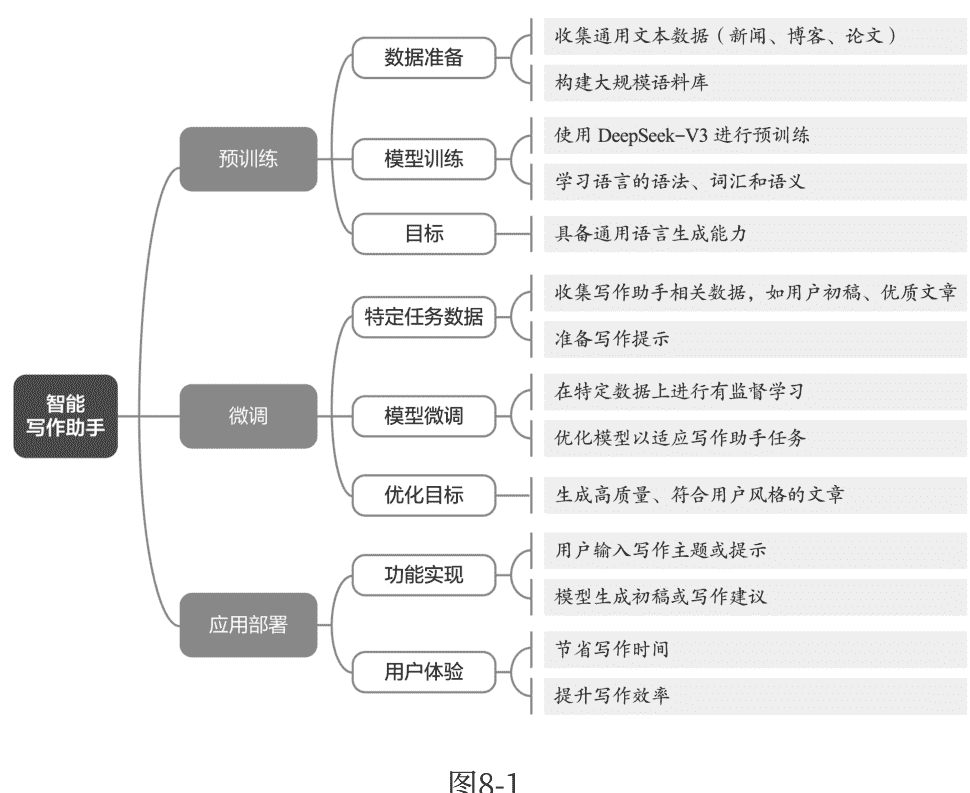 智能
写作助手
预训练
数据准备
收集通用文本数据（新闻、博客、论文）
构建大规模语料库
模型训练
使用 DeepSeek-V3 进行预训练
学习语言的语法、词汇和语义
目标
具备通用语言生成能力
微调
特定任务数据
收集写作助手相关数据，如用户初稿、优质文章
准备写作提示
模型微调
在特定数据上进行有监督学习
优化模型以适应写作助手任务
优化目标
生成高质量、符合用户风格的文章
应用部署
功能实现
用户输入写作主题或提示
模型生成初稿或写作建议
用户体验
节省写作时间
提升写作效率
图8-1